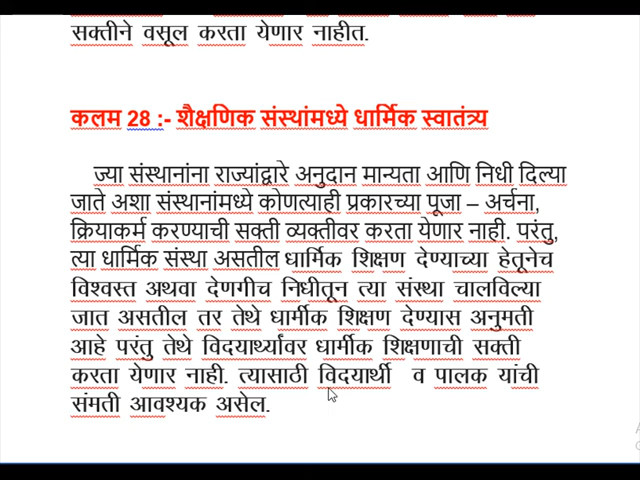 सक्तीने वसूल करता येणार नाहीत.
कलम 28 :- शैक्षणिक संस्थांमध्ये धार्मिक स्वातंत्र्य
ज्या संस्थानांना राज्यांद्वारे अनुदान मान्यता आणि निधी दिल्या
जाते अशा संस्थानांमध्ये कोणत्याही प्रकारच्या पूजा – अर्चना,
क्रियाकर्म करण्याची सक्ती व्यक्तीवर करता येणार नाही. परंतु,
त्या धार्मिक संस्था असतील धार्मिक शिक्षण देण्याच्या हेतूनेच
विश्वस्त अथवा देणगीच निधीतून त्या संस्था चालविल्या
जात असतील तर तेथे धार्मीक शिक्षण देण्यास अनुमती
आहे परंतु तेथे विदयार्थ्यांवर धार्मीक शिक्षणाची सक्ती
करता येणार नाही. त्यासाठी विदयार्थी व पालक यांची
संमती आवश्यक असेल.